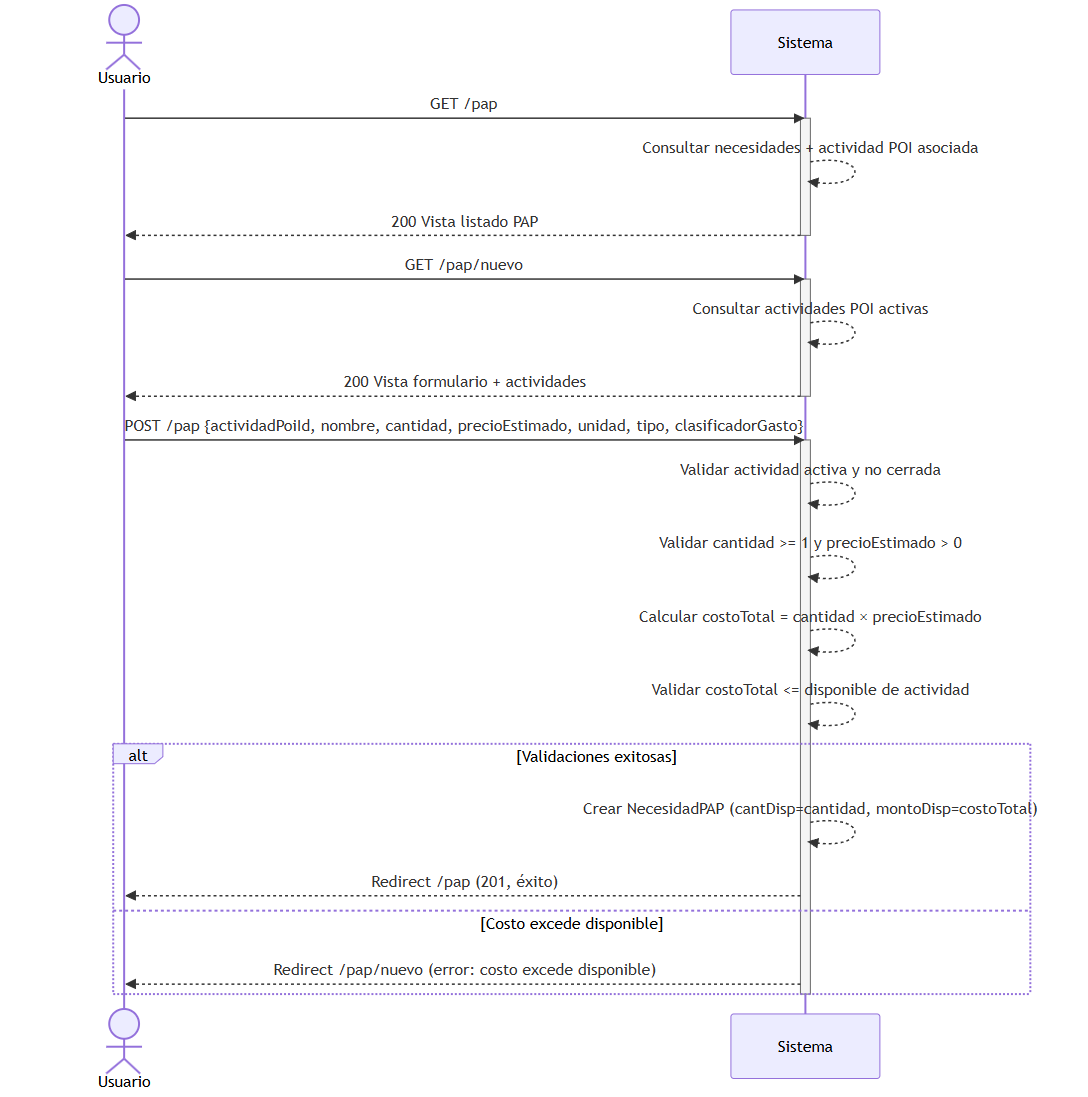 Usuario
Sistema
GET /pap
Consultar necesidades + actividad POI asociada
200 Vista listado PAP
GET /pap/nuevo
Consultar actividades POI activas
200 Vista formulario + actividades
POST /pap {actividadPoiId, nombre, cantidad, precioEstimado, unidad, tipo, clasificadorGasto}
Validar actividad activa y no cerrada
Validar cantidad >= 1 y precioEstimado > 0
Calcular costoTotal = cantidad × precioEstimado
Validar costoTotal <= disponible de actividad
alt
[Validaciones exitosas]
Crear NecesidadPAP (cantDisp=cantidad, montoDisp=costoTotal)
Redirect /pap (201, éxito)
[Costo excede disponible]
Redirect /pap/nuevo (error: costo excede disponible)
Usuario
Sistema